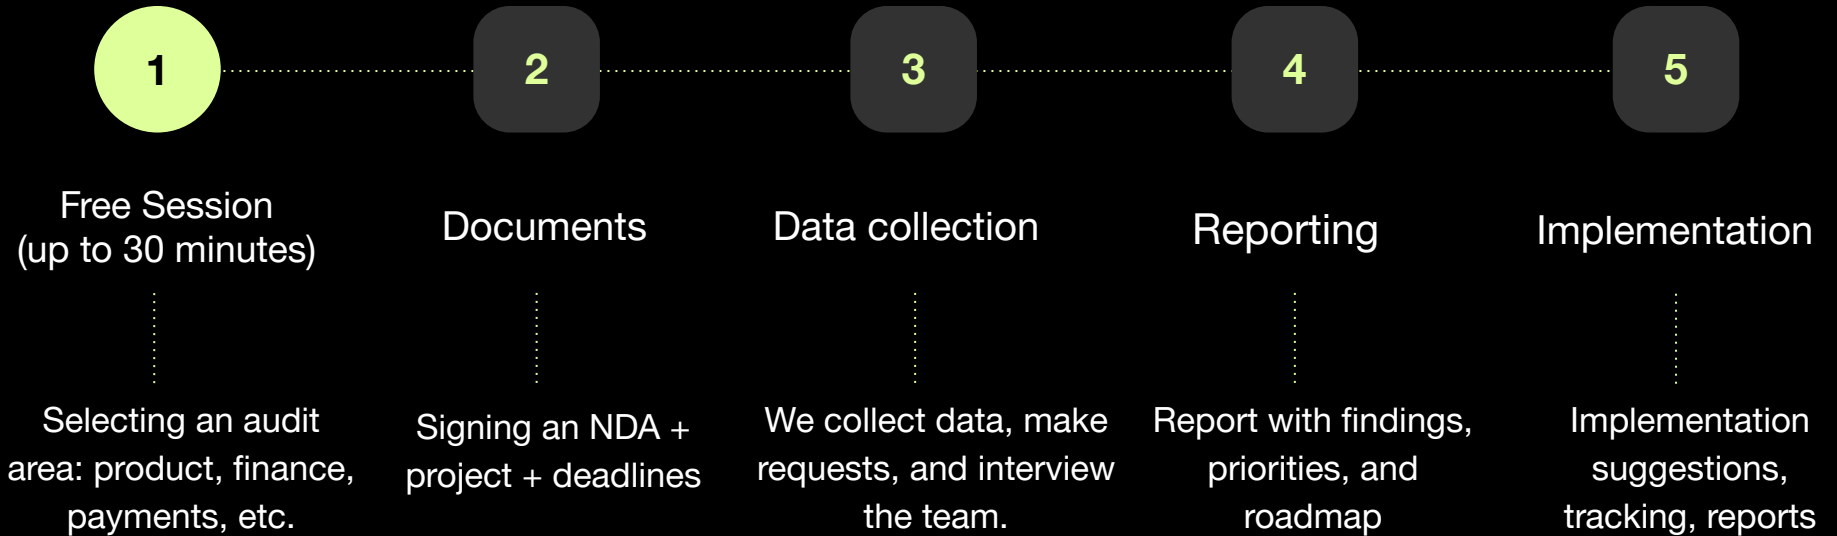 1
2
3
4
5
Free Session
(up to 30 minutes)
Documents
Data collection
Reporting
Implementation
Selecting an audit
area: product, finance,
payments, etc.
Signing an NDA +
project + deadlines
We collect data, make
requests, and interview
the team.
Report with findings,
priorities, and
roadmap
Implementation
suggestions,
tracking, reports